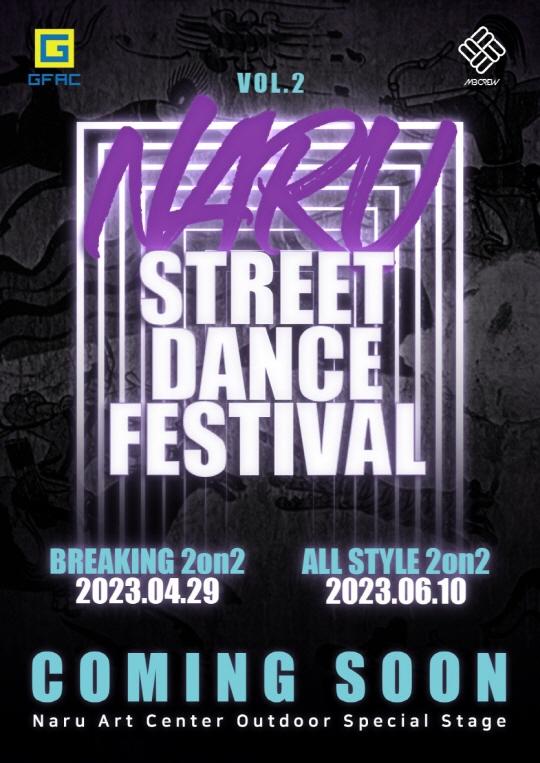 G
GFAC
MBCREW
VOL.2
NARU
STREET
DANCE
FESTIVAL
BREAKING 2on2
2023.04.29
ALL STYLE 2on2
2023.06.10
COMING SOON
Naru Art Center Outdoor Special Stage